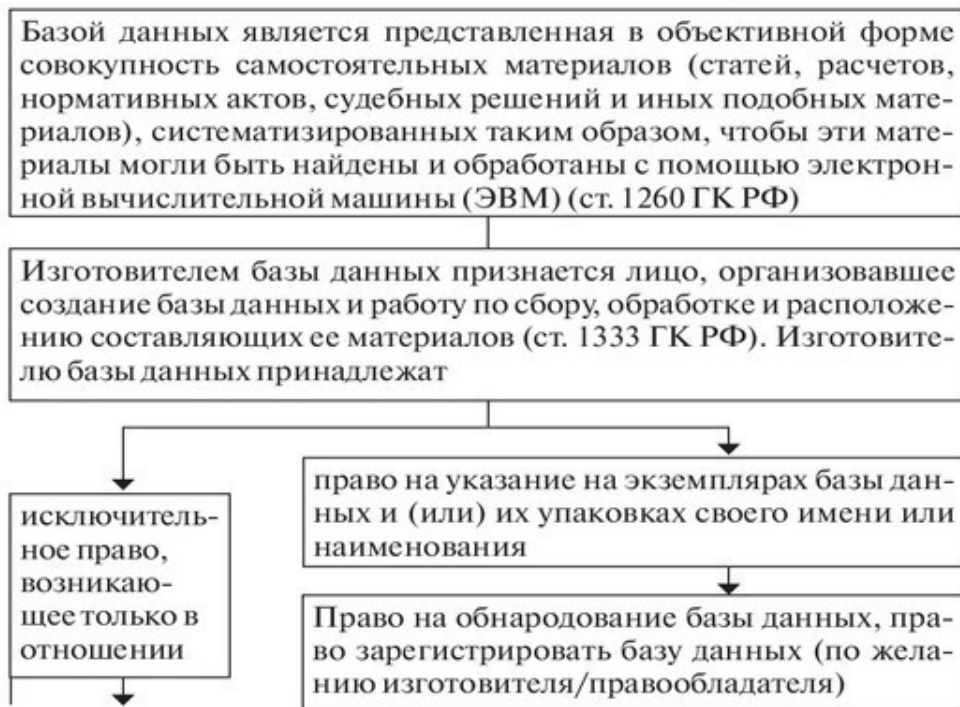 Базой данных является представленная в объективной форме
совокупность самостоятельных материалов (статей, расчетов,
нормативных актов, судебных решений и иных подобных мате-
риалов), систематизированных таким образом, чтобы эти мате-
риалы могли быть найдены и обработаны с помощью электрон-
ной вычислительной машины (ЭВМ) (ст. 1260 ГК РФ)
Изготовителем базы данных признается лицо, организовавшее
создание базы данных и работу по сбору, обработке и расположе-
нию составляющих ее материалов (ст. 1333 ГК РФ). Изготовите-
лю базы данных принадлежат
исключитель-
ное право,
возникаю-
щее только в
отношении
право на указание на экземплярах базы дан-
ных и (или) их упаковках своего имени или
наименования
Право на обнародование базы данных, пра-
во зарегистрировать базу данных (по жела-
нию изготовителя/правообладателя)